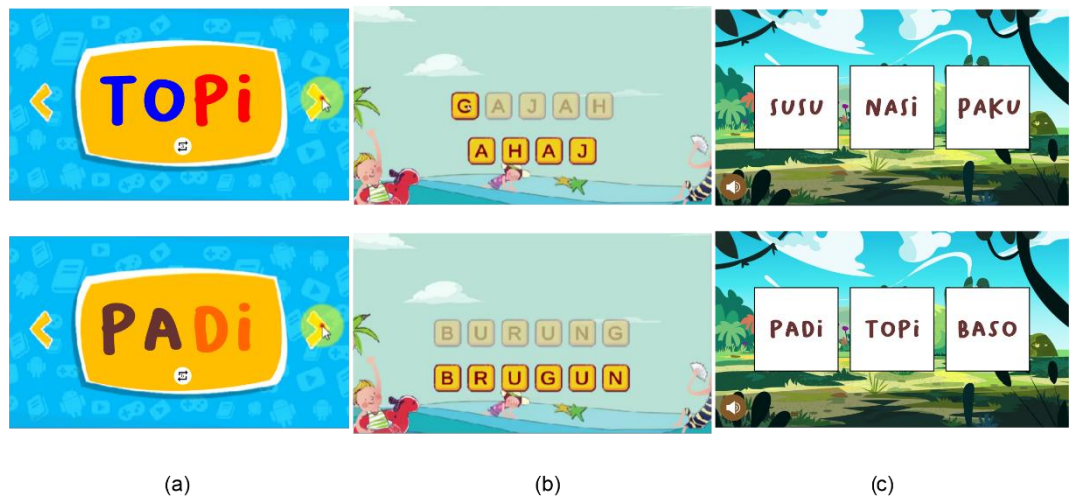 TOPi
GAJAH
AHAJ
SUSU NASi PAKU
PADi
BURUNG
BRUGUN
PADi TOPi BASO
(a) (b) (c)